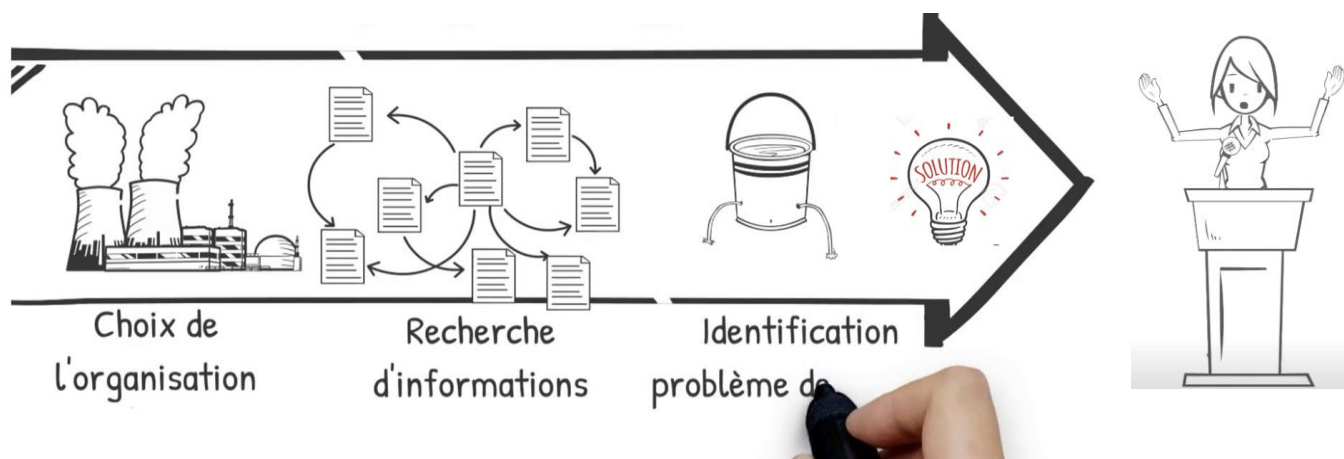 SOLUTION
Choix de
l'organisation
Recherche
d'informations
Identification
problème de